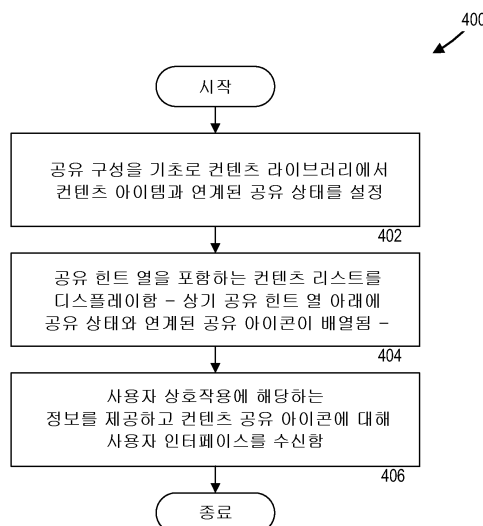 400
시작
공유 구성을 기초로 컨텐츠 라이브러리에서
컨텐츠 아이템과 연계된 공유 상태를 설정
402
공유 힌트 열을 포함하는 컨텐츠 리스트를
디스플레이함 – 상기 공유 힌트 열 아래에
공유 상태와 연계된 공유 아이콘이 배열됨 –
404
사용자 상호작용에 해당하는
정보를 제공하고 컨텐츠 공유 아이콘에 대해
사용자 인터페이스를 수신함
406
종료